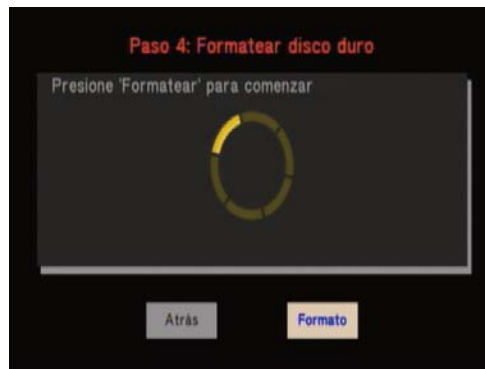 Paso 4: Formatear disco duro
Presione 'Formatear' para comenzar
Atrás
Formato